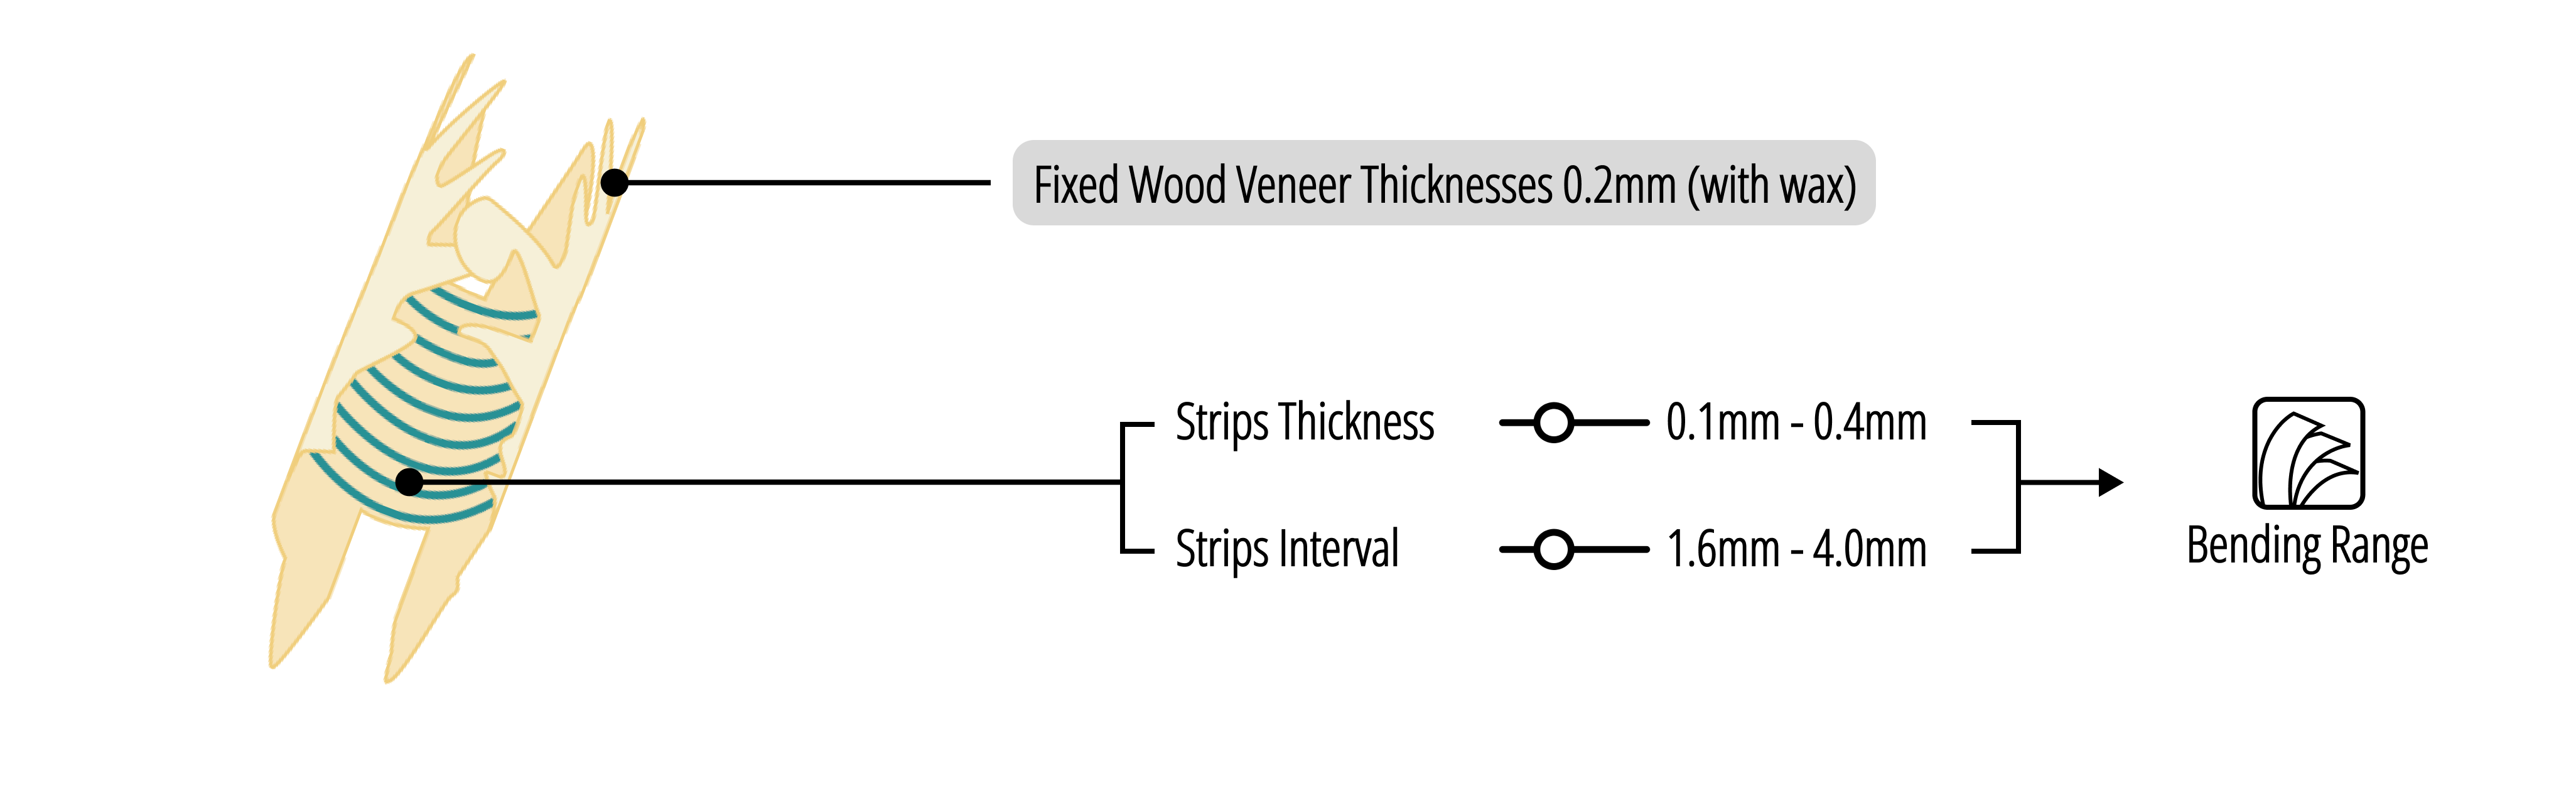 Fixed Wood Veneer Thicknesses 0.2mm (with wax)
Strips Thickness 0.1mm - 0.4mm
Strips Interval 1.6mm - 4.0mm
Bending Range